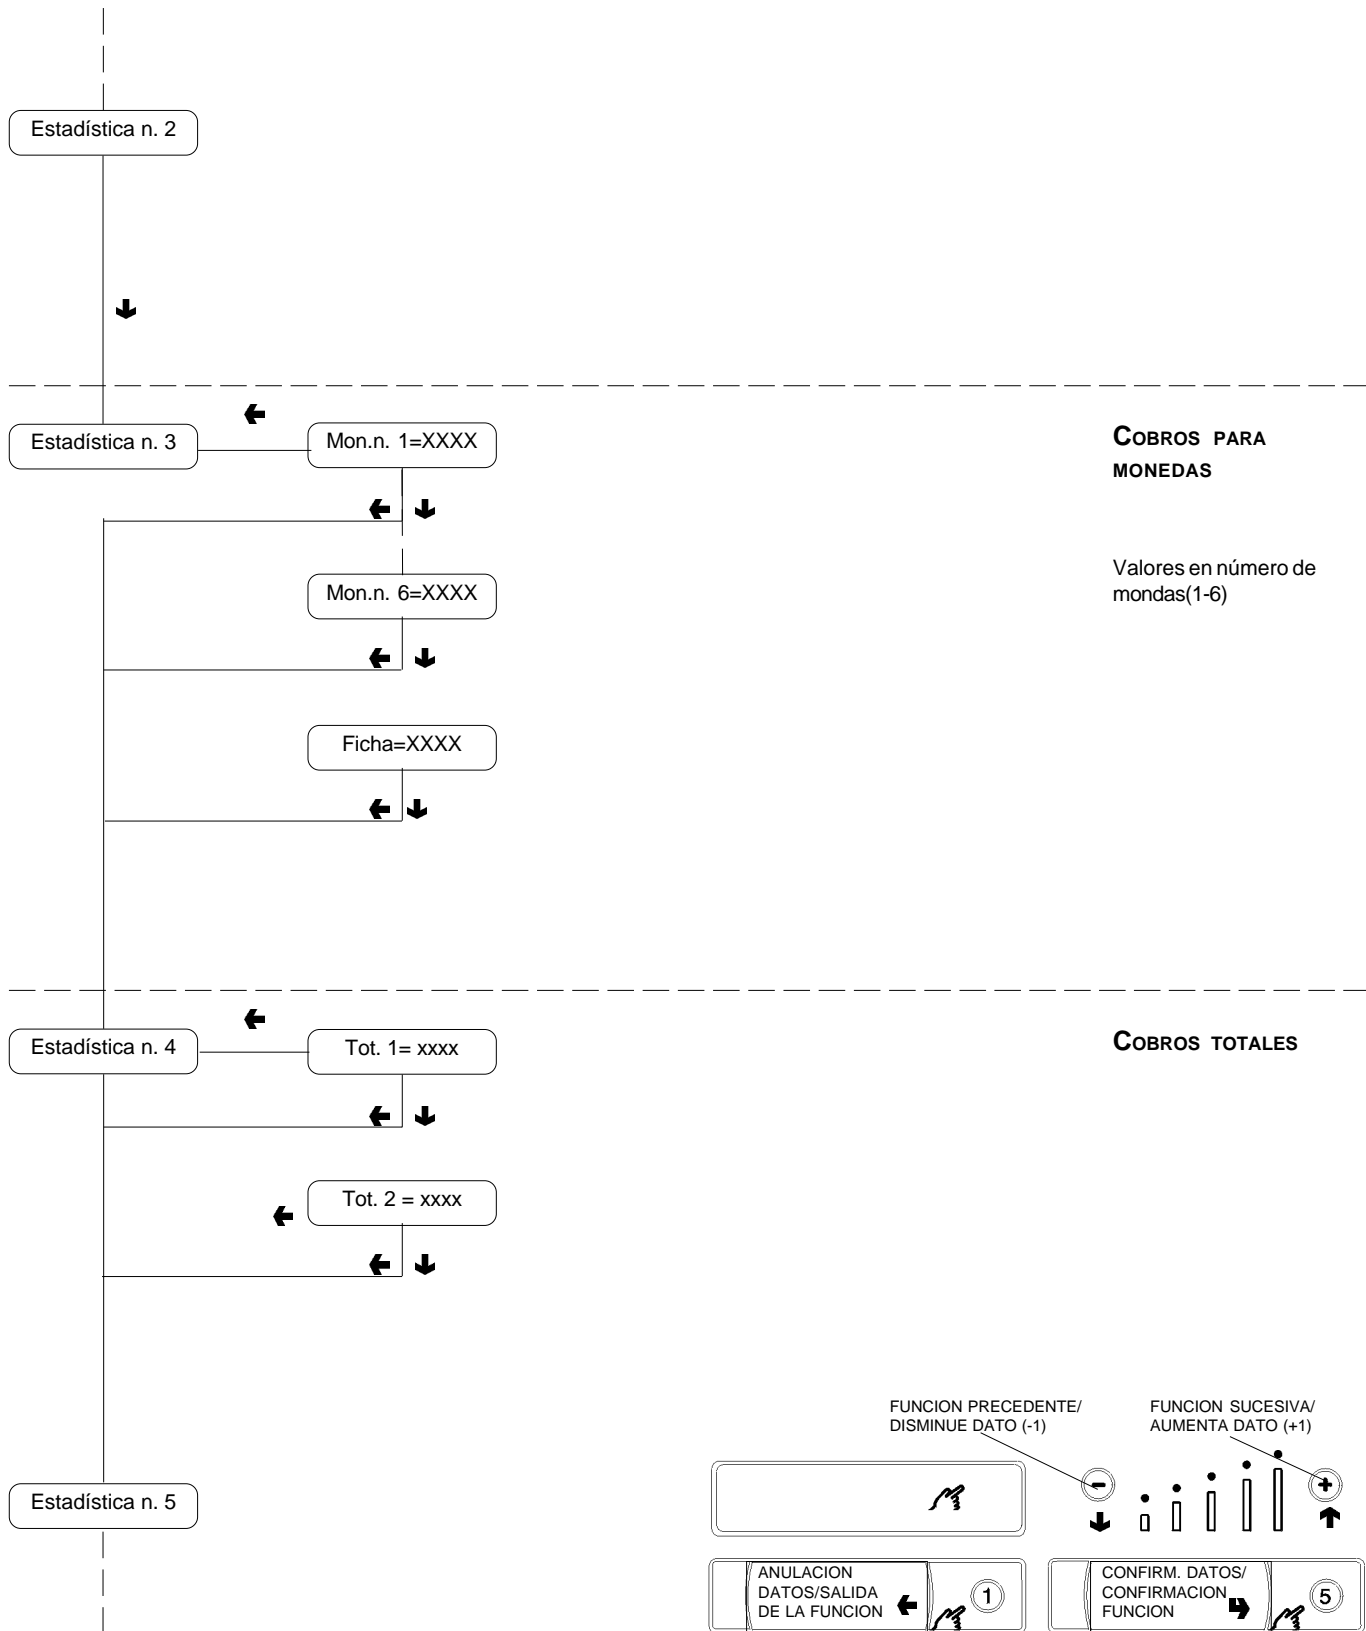 Estadística n. 2
Estadística n. 3
Mon.n. 1=XXXX
COBROS PARA
MONEDAS
Mon.n. 6=XXXX
Valores en número de
mondas(1-6)
Ficha=XXXX
Estadística n. 4
Tot. 1= xxxx
COBROS TOTALES
Tot. 2 = xxxx
FUNCION PRECEDENTE/
DISMINUE DATO (-1)
FUNCION SUCESIVA/
AUMENTA DATO (+1)
Estadística n. 5
- +
ANULACION
DATOS/SALIDA
DE LA FUNCION
1
CONFIRM. DATOS/
CONFIRMACION
FUNCION
5